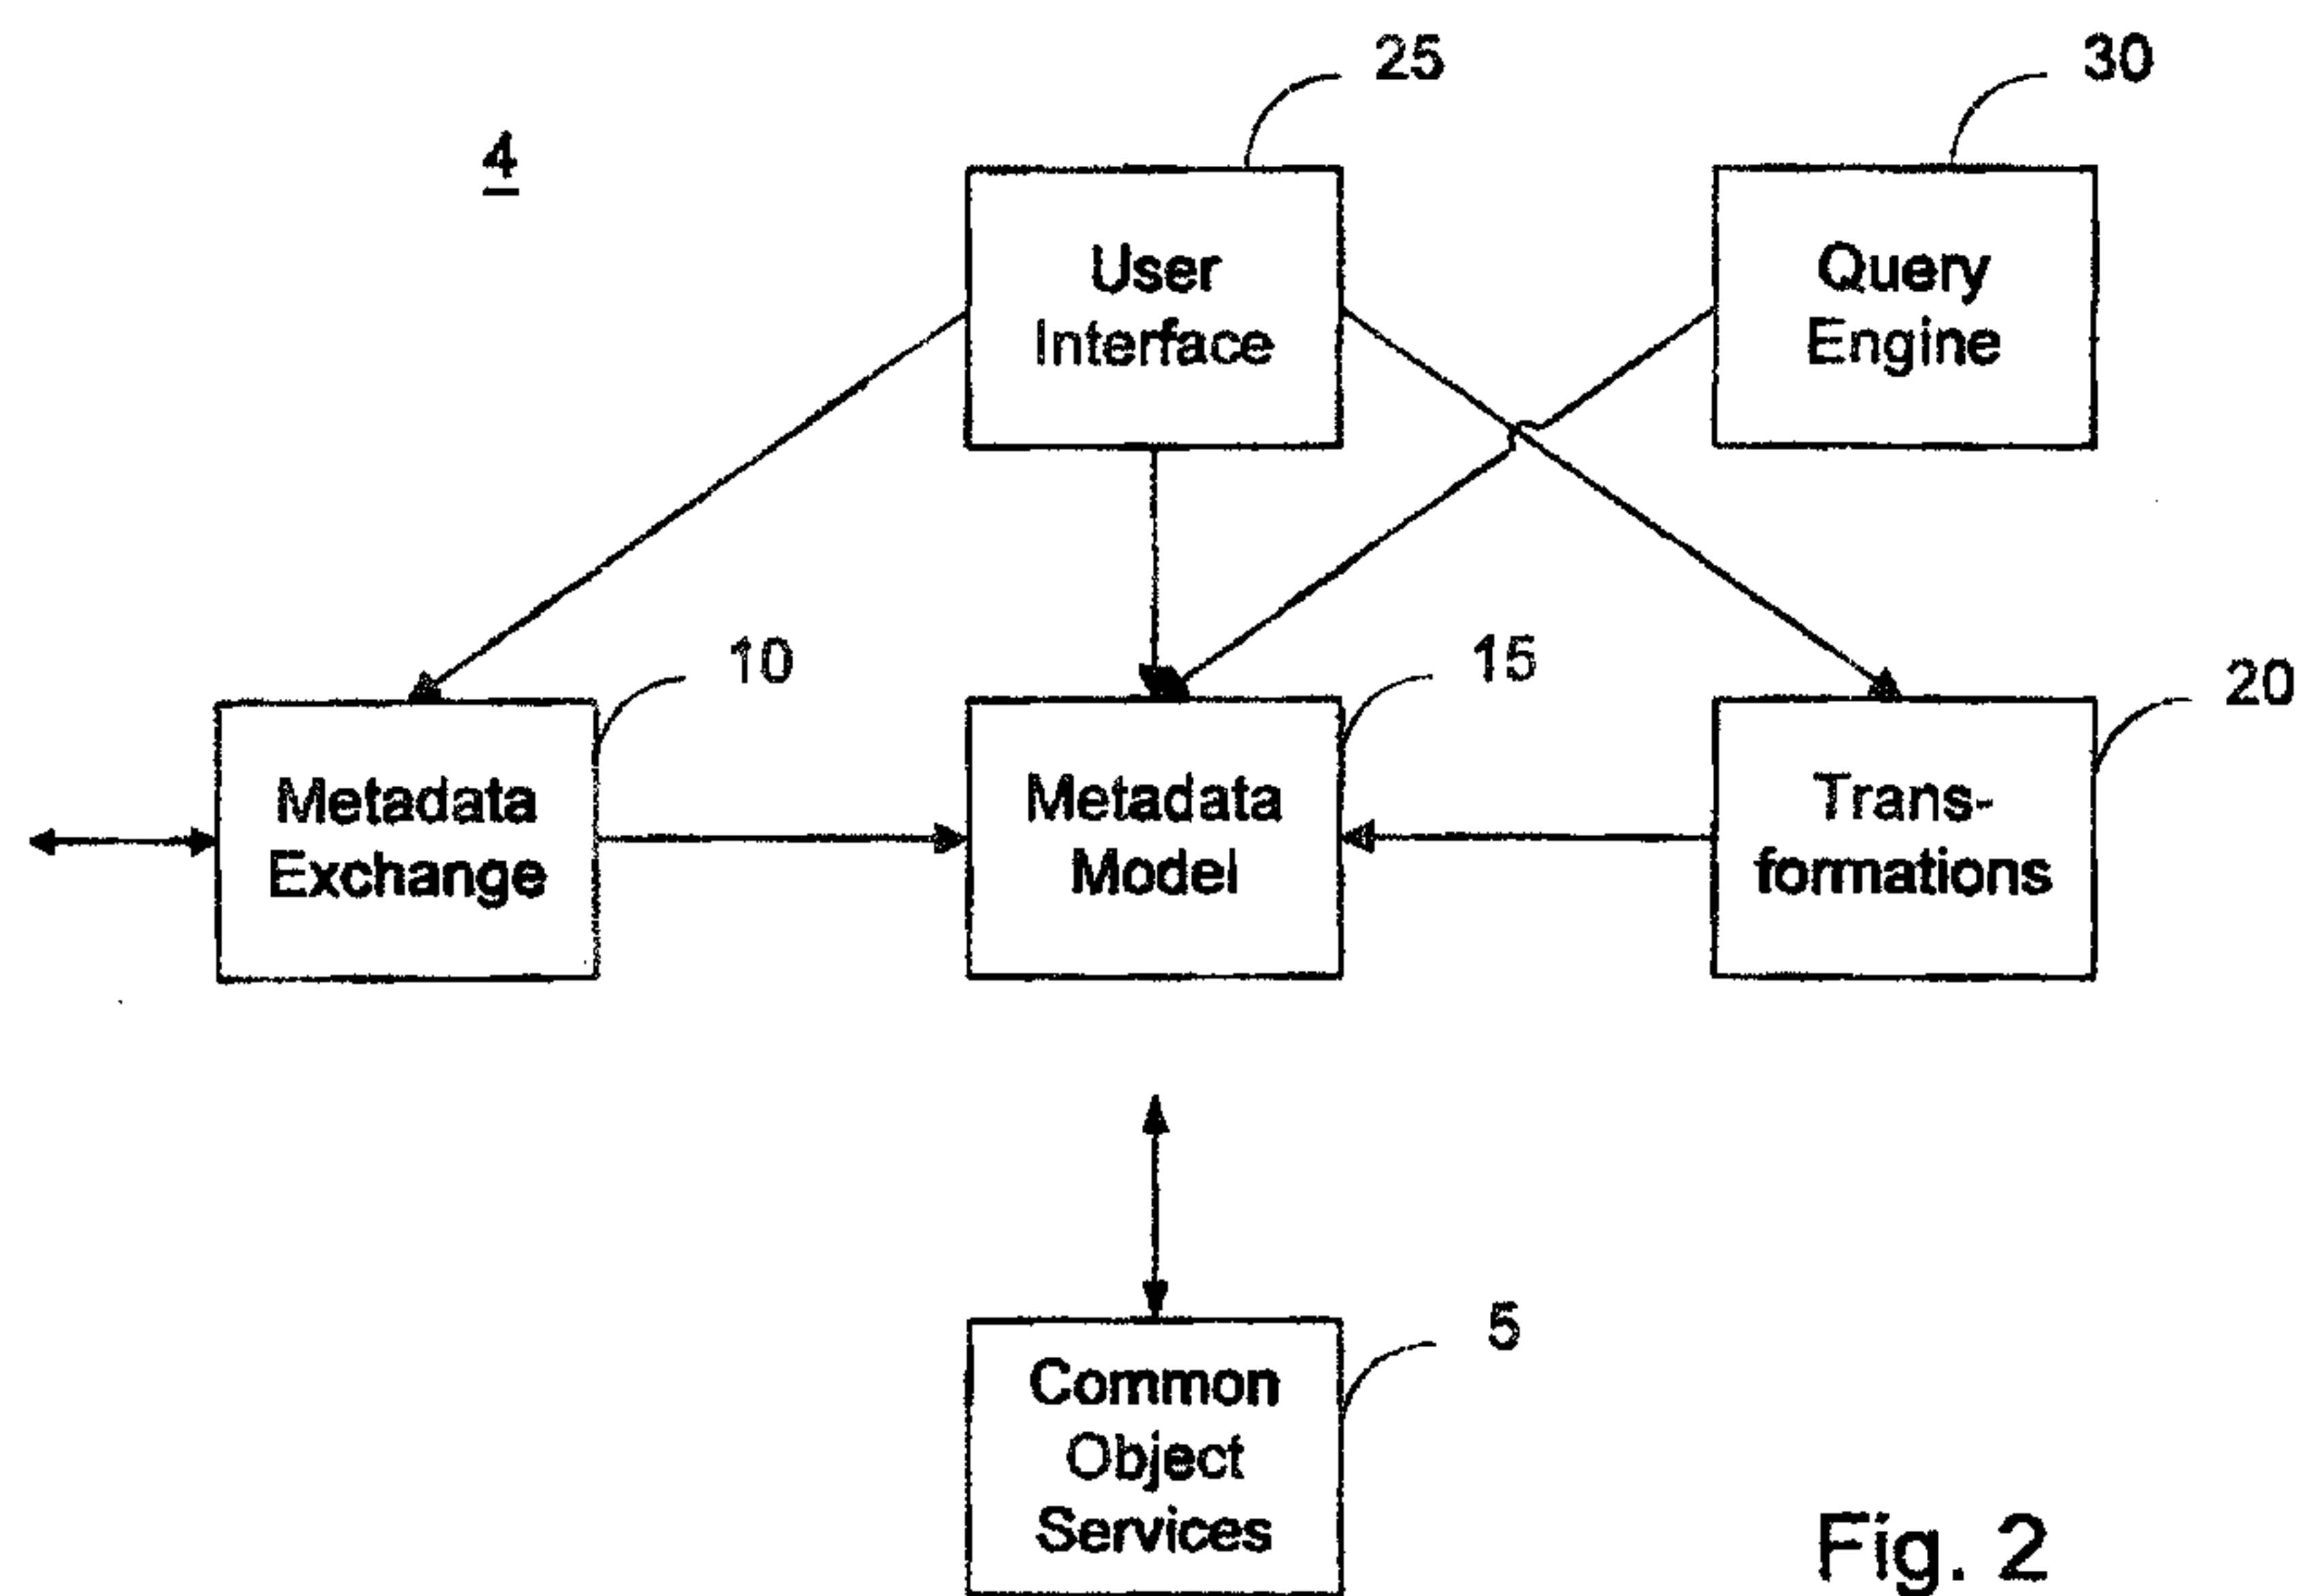 25
30
4
User
Interface
Query
Engine
10
15
20
Metadata
Exchange
Metadata
Model
Trans-
formations
5
Common
Object
Services
Fig. 2